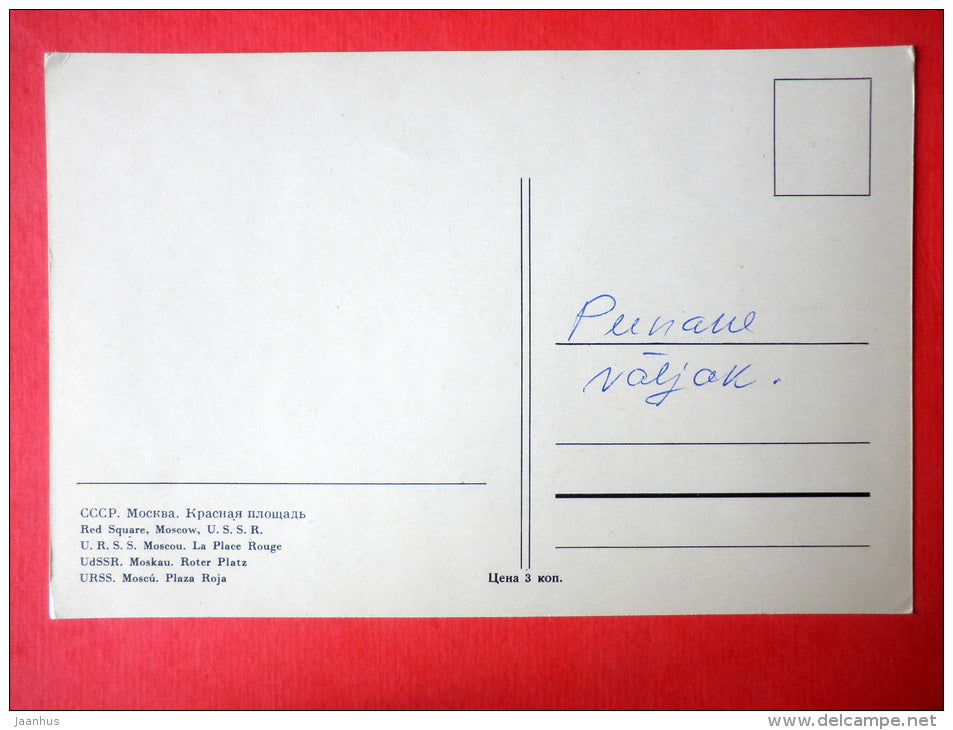 Punane
väljak.
СССР. Москва. Красная площадь
Red Square, Moscow, U. S. S. R.
U. R. S. S. Moscou. La Place Rouge
UdSSR. Moskau. Roter Platz
URSS. Moscú. Plaza Roja
Цена 3 коп.
jaanhus
www.delcampe.net